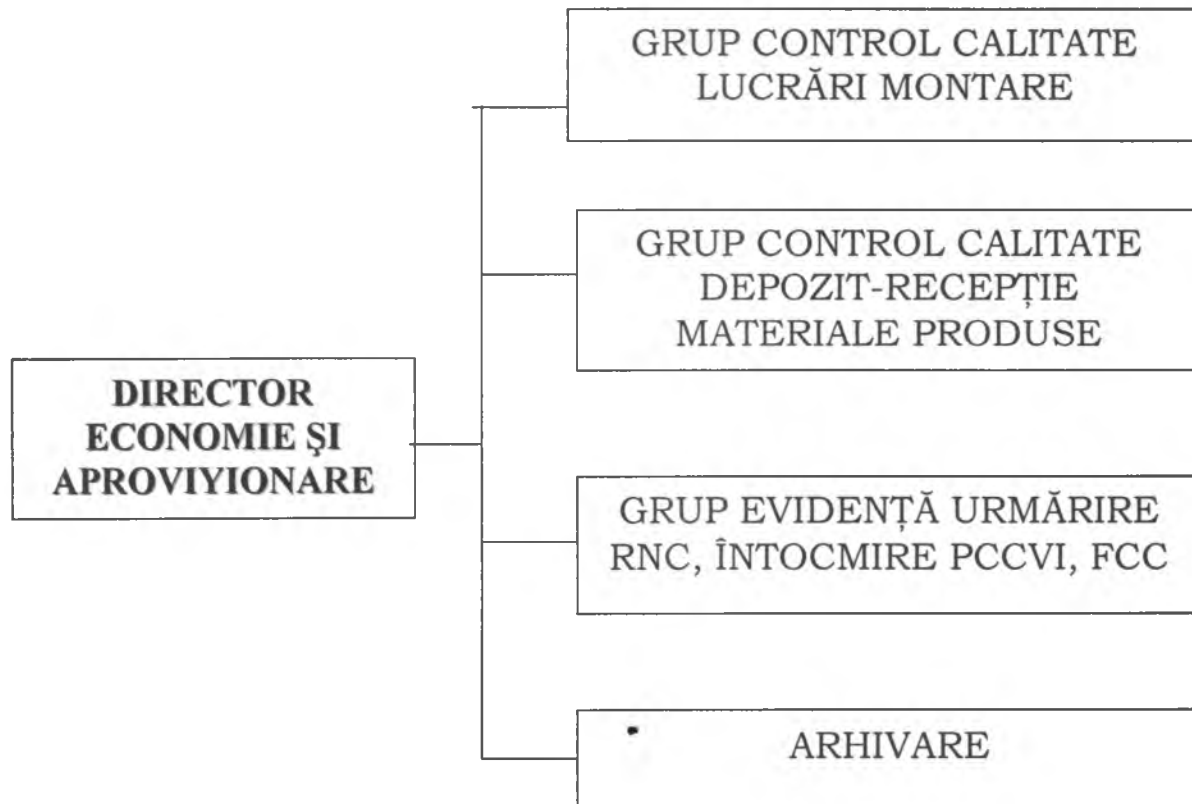 GRUP CONTROL CALITATE
LUCRĂRI MONTARE
GRUP CONTROL CALITATE
DEPOZIT-RECEPȚIE
MATERIALE PRODUSE
DIRECTOR
ECONOMIE ŞI
APROVIYIONARE
GRUP EVIDENȚĂ URMĂRIRE
RNC, ÎNTOCMIRE PCCVI, FCC
ARHIVARE